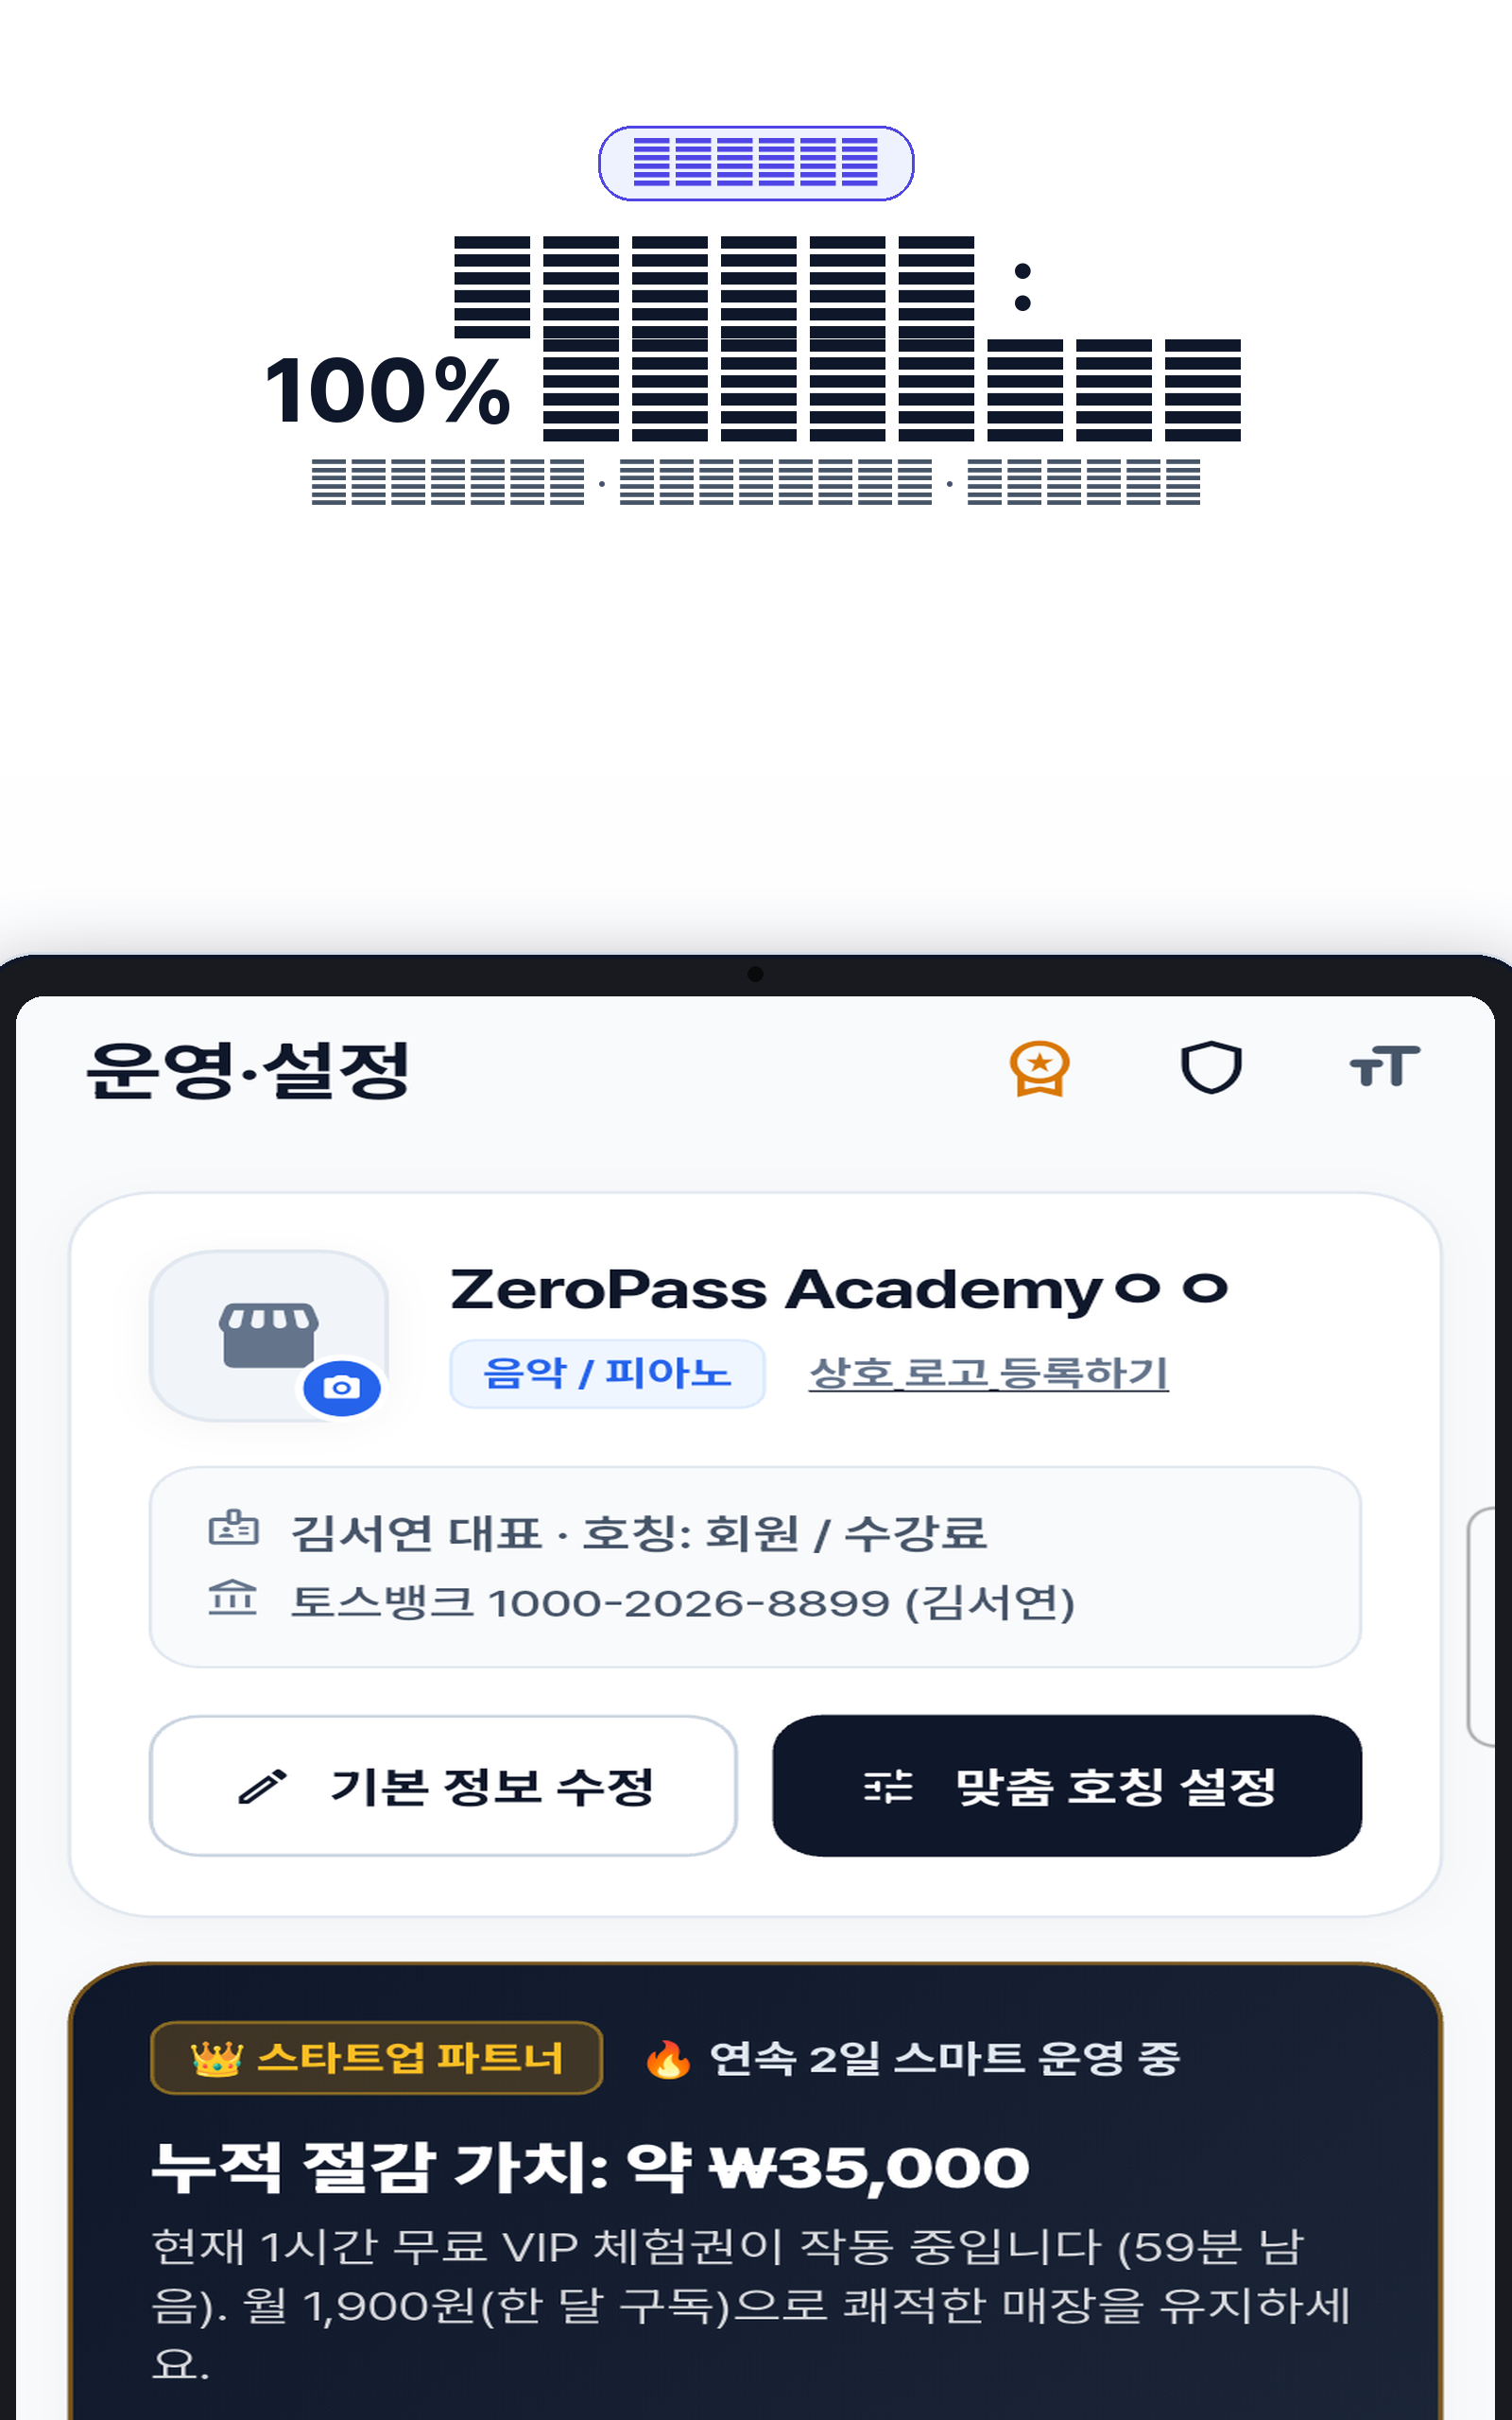 100%
운영·설정
ZeroPass Academyㅇㅇ
음악 / 피아노
상호 로고 등록하기
김서연 대표 · 호칭: 회원 / 수강료
토스뱅크 1000-2026-8899 (김서연)
기본 정보 수정
맞춤 호칭 설정
👑 스타트업 파트너
🔥 연속 2일 스마트 운영 중
누적 절감 가치: 약 ₩35,000
현재 1시간 무료 VIP 체험권이 작동 중입니다 (59분 남
음). 월 1,900원(한 달 구독)으로 쾌적한 매장을 유지하세
요.